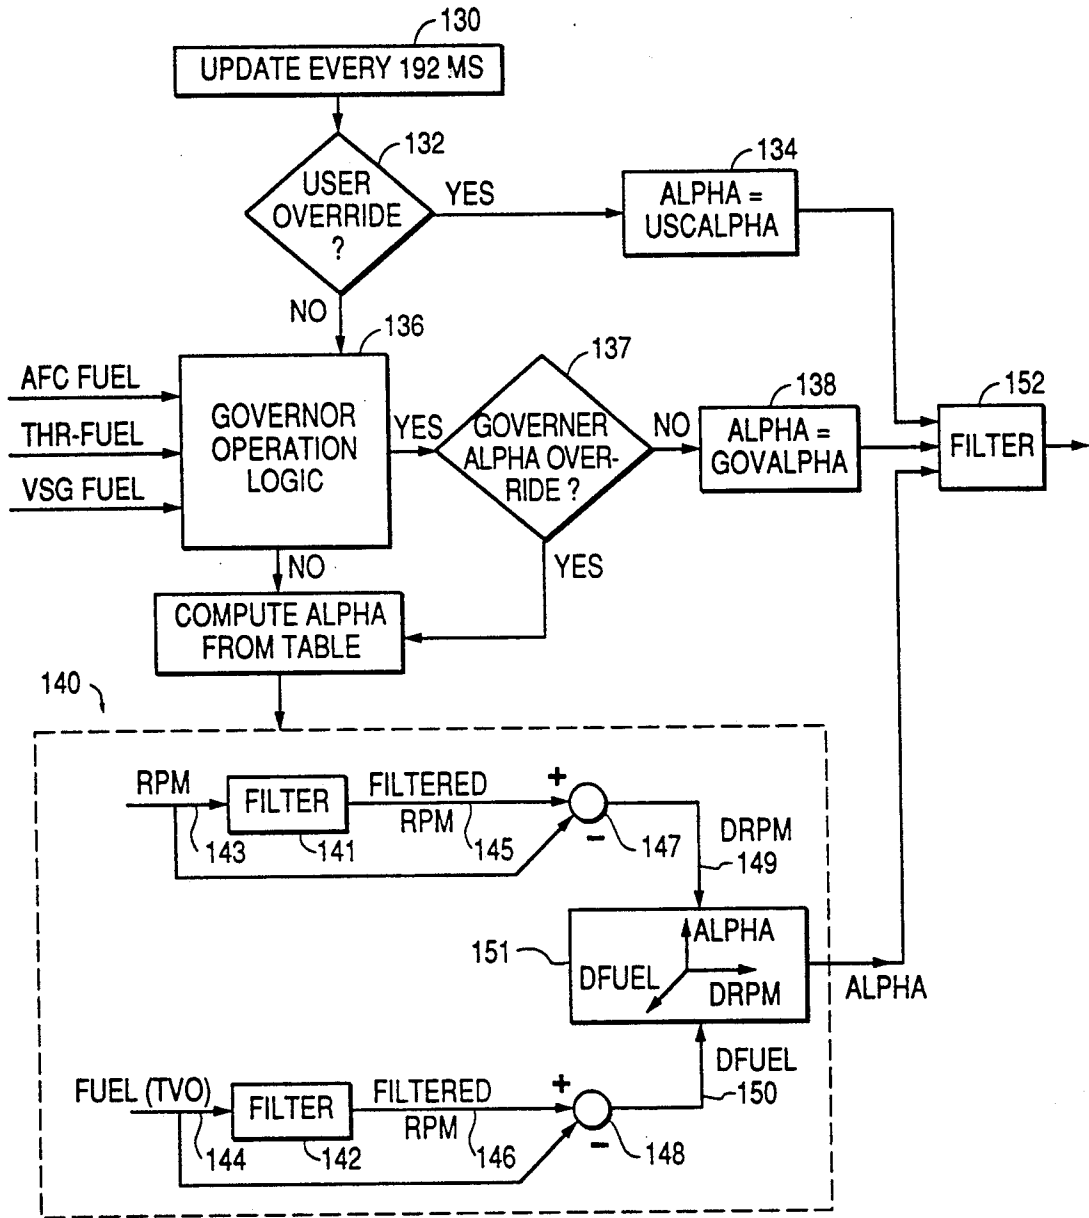 130
UPDATE EVERY 192 MS
132
USER
OVERRIDE
?
YES
134
ALPHA =
USCALPHA
NO
136
AFC FUEL
THR-FUEL
VSG FUEL
GOVERNOR
OPERATION
LOGIC
YES
137
GOVERNER
ALPHA OVER-
RIDE ?
NO
138
ALPHA =
GOVALPHA
152
FILTER
NO
YES
COMPUTE ALPHA
FROM TABLE
140
RPM
FILTER
FILTERED
RPM
+
-
143
141
145
147
DRPM
149
151
ALPHA
DFUEL
DRPM
ALPHA
DFUEL
150
FUEL (TVO)
FILTER
FILTERED
RPM
+
-
144
142
146
148